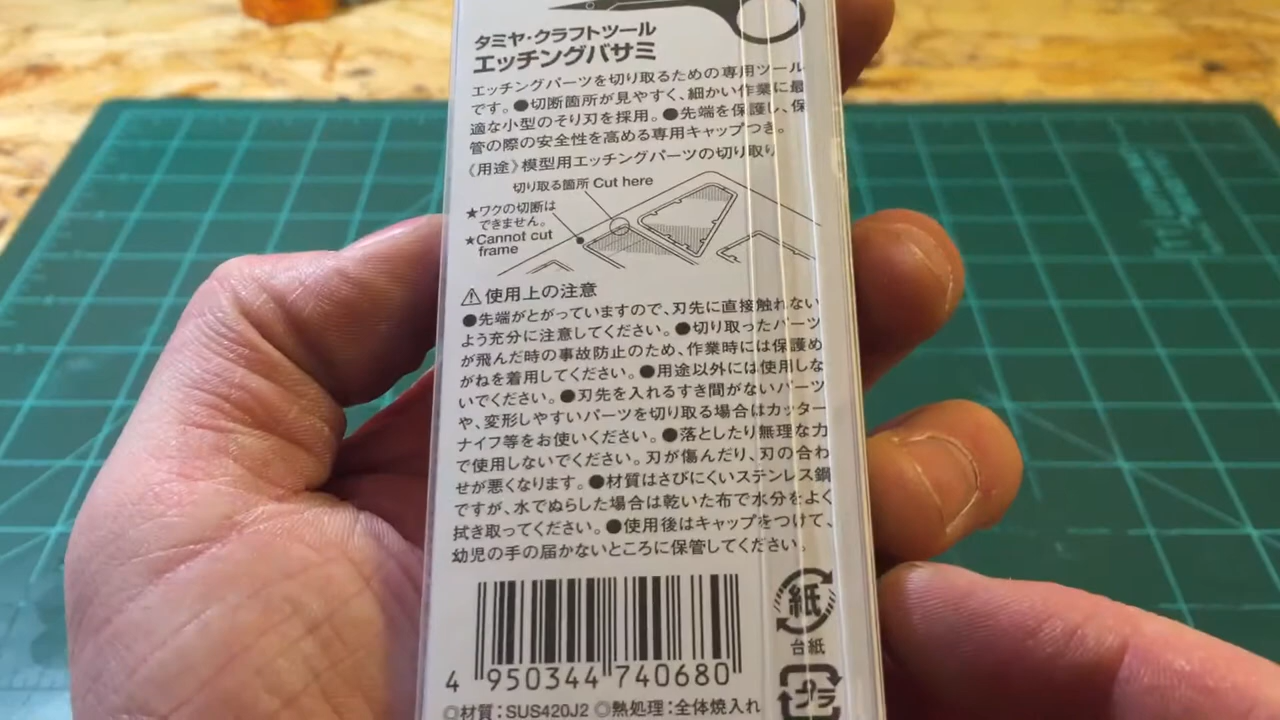 タミヤ・クラフトツール
エッチングバサミ
エッチングパーツを切り取るための専用ツール
です。●切断箇所が見やすく、細かい作業に最
適な小型のそり刃を採用。●先端を保護し、保
管の際の安全性を高める専用キャップつき。
《用途》模型用エッチングパーツの切り取り
切り取る箇所 Cut here
★ワクの切断は
できません。
★Cannot cut
frame
⚠使用上の注意
●先端がとがっていますので、刃先に直接触れない
よう充分に注意してください。●切り取ったパーツ
が飛んだ時の事故防止のため、作業時には保護め
がねを着用してください。●用途以外には使用しな
いでください。●刃先を入れるすき間がないパーツ
や、変形しやすいパーツを切り取る場合はカッター
ナイフ等をお使いください。●落としたり無理な力
で使用しないでください。刃が傷んだり、刃の合わ
せが悪くなります。●材質はさびにくいステンレス鋼
ですが、水でぬらした場合は乾いた布で水分をよく
拭き取ってください。●使用後はキャップをつけて、
幼児の手の届かないところに保管してください。
紙
台紙
プラ
4 950344 740680
◎材質：SUS420J2 ◎熱処理：全体焼入れ